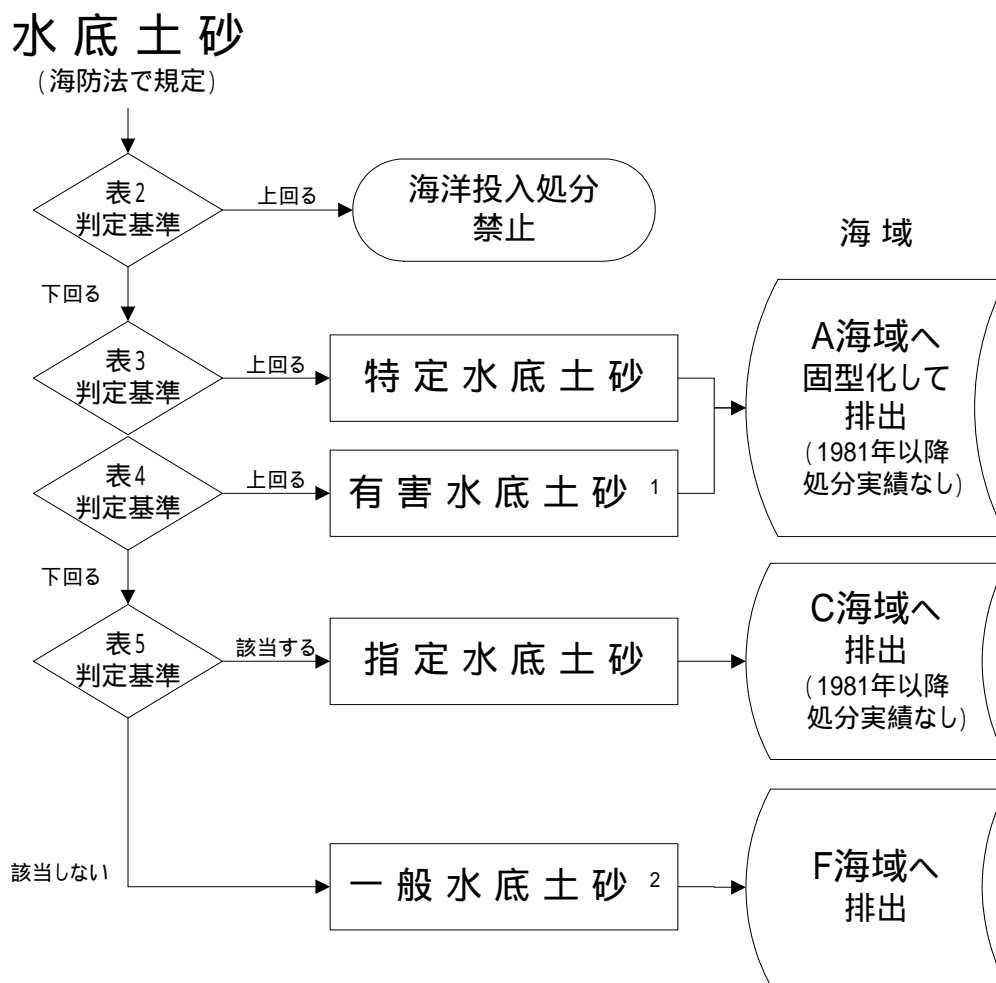 水底土砂
(海防法で規定)
表2
判定基準
上回る
海洋投入処分
禁止
海域
下回る
表3
判定基準
上回る
特定水底土砂
A海域へ
固型化して
排出
(1981年以降
処分実績なし)
表4
判定基準
上回る
有害水底土砂 1
下回る
表5
判定基準
該当する
指定水底土砂
C海域へ
排出
(1981年以降
処分実績なし)
該当しない
一般水底土砂 2
F海域へ
排出